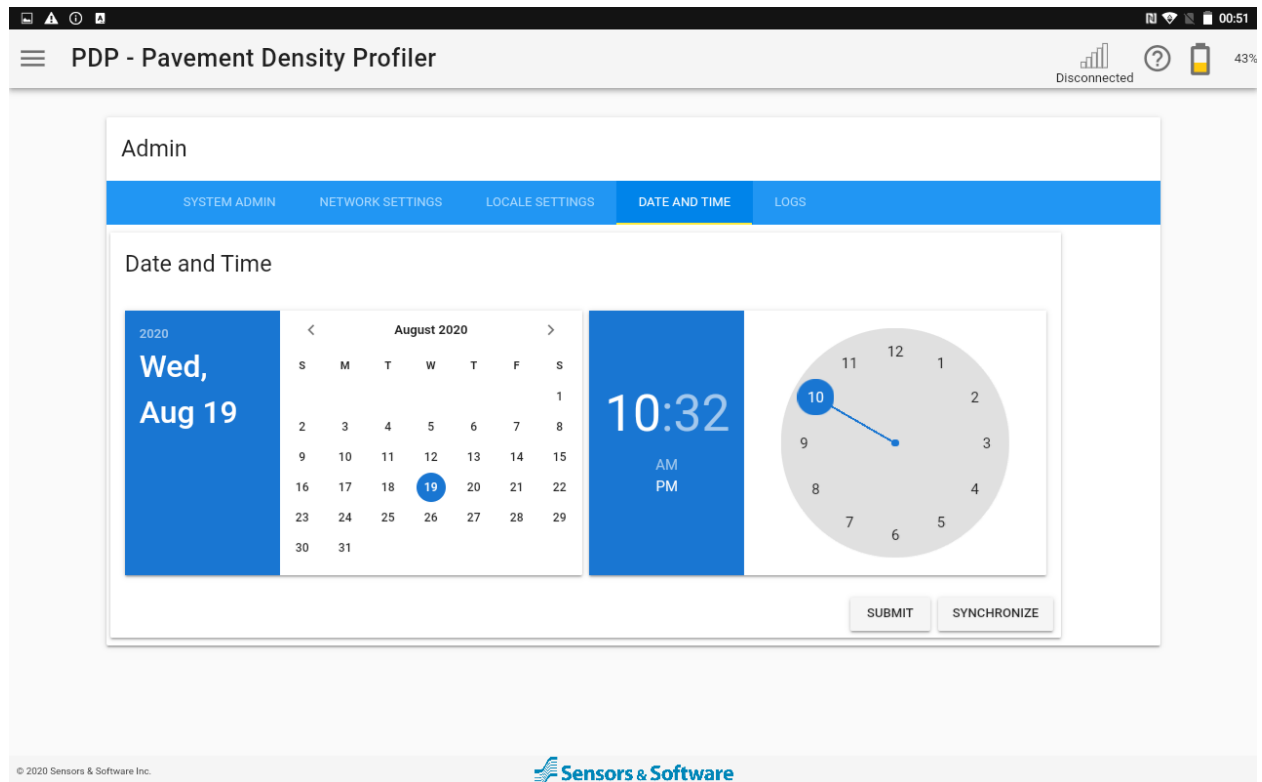 00:51
PDP - Pavement Density Profiler
Disconnected
43%
Admin
SYSTEM ADMIN NETWORK SETTINGS LOCALE SETTINGS DATE AND TIME LOGS
Date and Time
2020
Wed,
Aug 19
August 2020
S M T W T F S
1
2 3 4 5 6 7 8
9 10 11 12 13 14 15
16 17 18 19 20 21 22
23 24 25 26 27 28 29
30 31
10:32
AM
PM
12
11 1
10 2
9 3
8 4
7 5
6
SUBMIT SYNCHRONIZE
© 2020 Sensors & Software Inc.
Sensors & Software